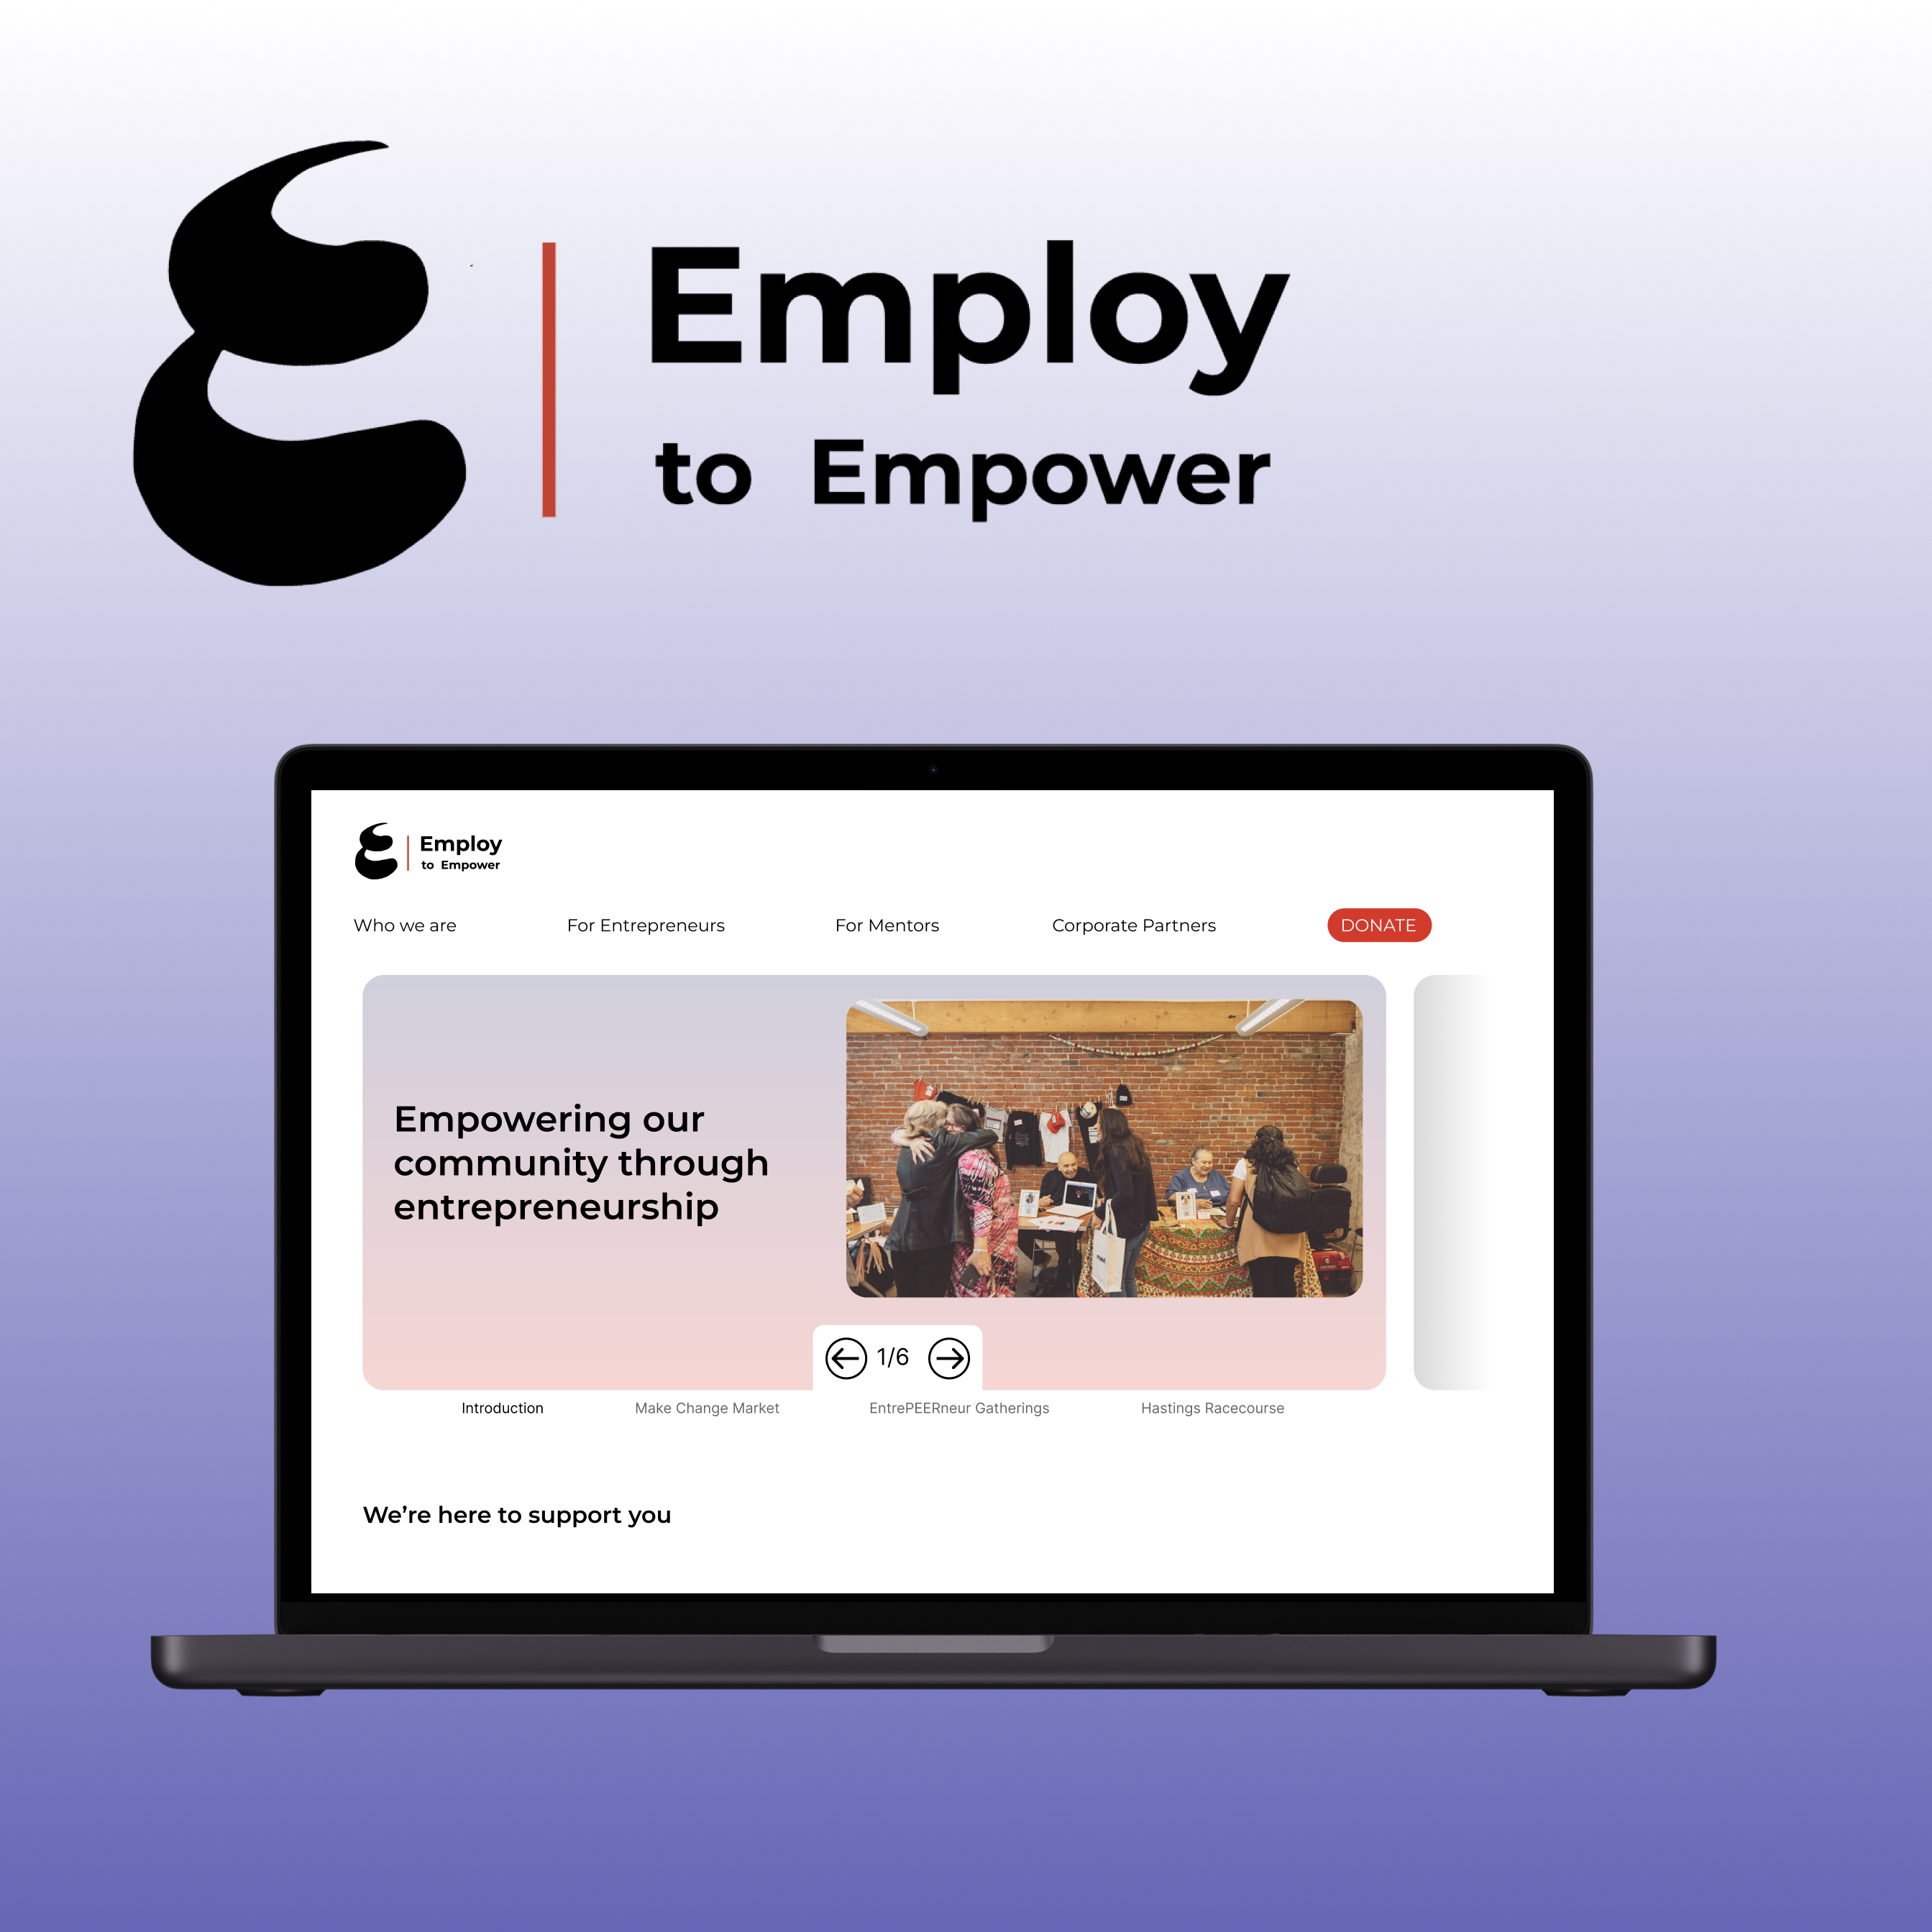 Employ
to Empower
Employ
to Empower
Who we are For Entrepreneurs For Mentors Corporate Partners DONATE
Empowering our
community through
entrepreneurship
1/6
Introduction Make Change Market EntrePEERneur Gatherings Hastings Racecourse
We’re here to support you